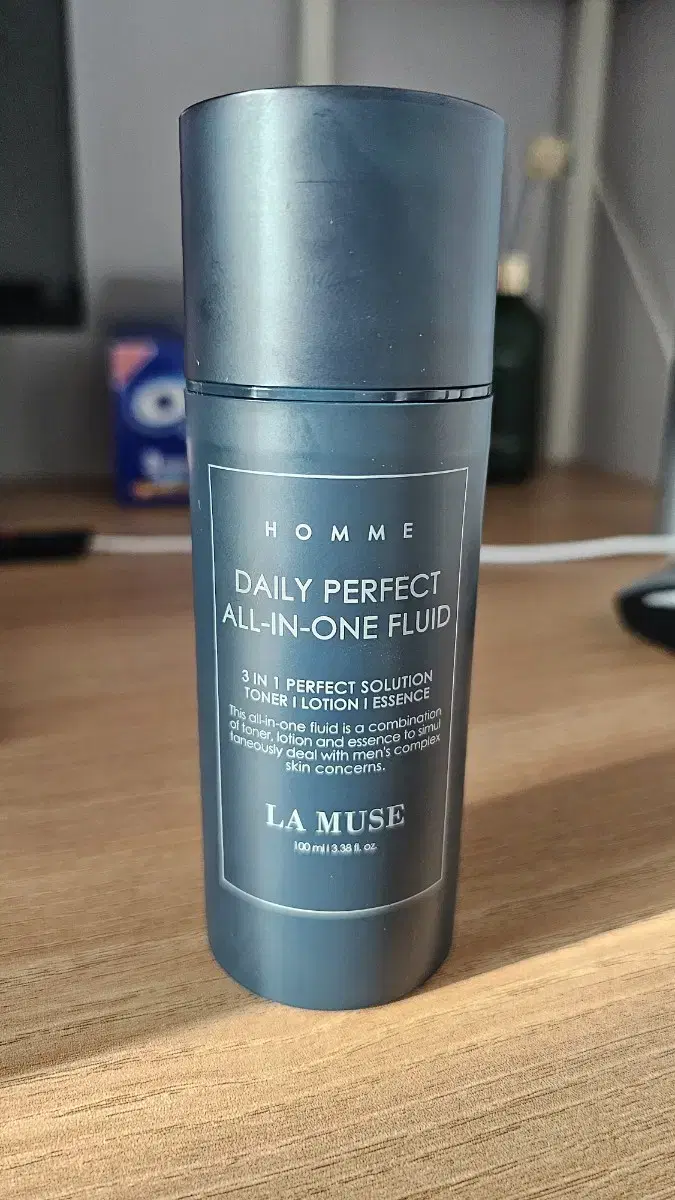 HOMME
DAILY PERFECT
ALL-IN-ONE FLUID
3 IN 1 PERFECT SOLUTION
TONER I LOTION I ESSENCE
This all-in-one fluid is a combination
of toner, lotion and essence to simul
taneously deal with men's complex
skin concerns.
LA MUSE
100 ml I 3.38 fl. oz.